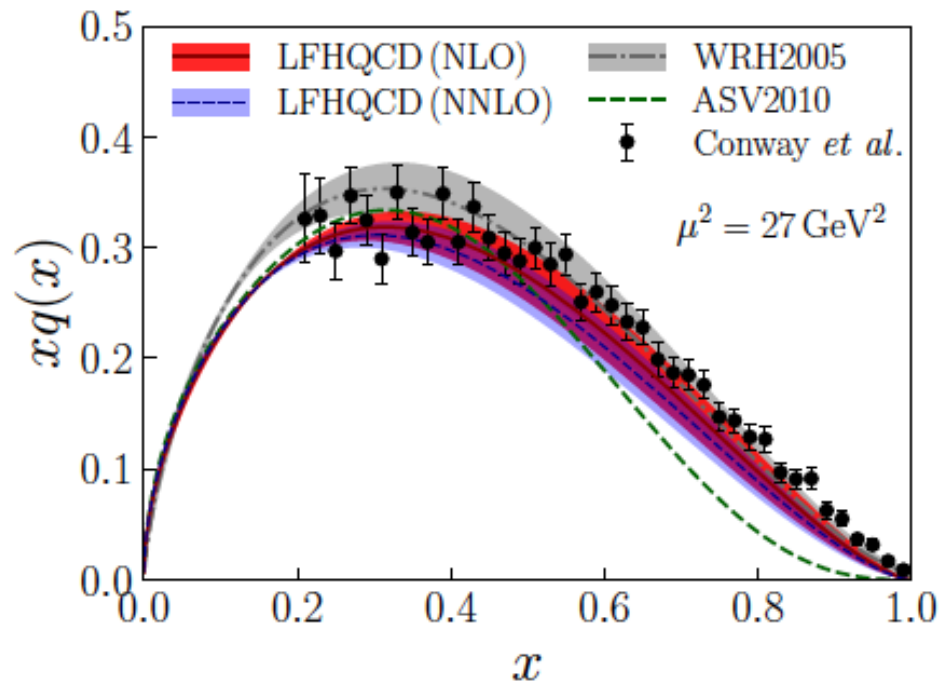 0.5
0.4
0.3
0.2
0.1
0.0
xq(x)
LFHQCD (NLO)
LFHQCD (NNLO)
WRH2005
ASV2010
Conway et al.
μ² = 27 GeV²
0.0 0.2 0.4 0.6 0.8 1.0
x